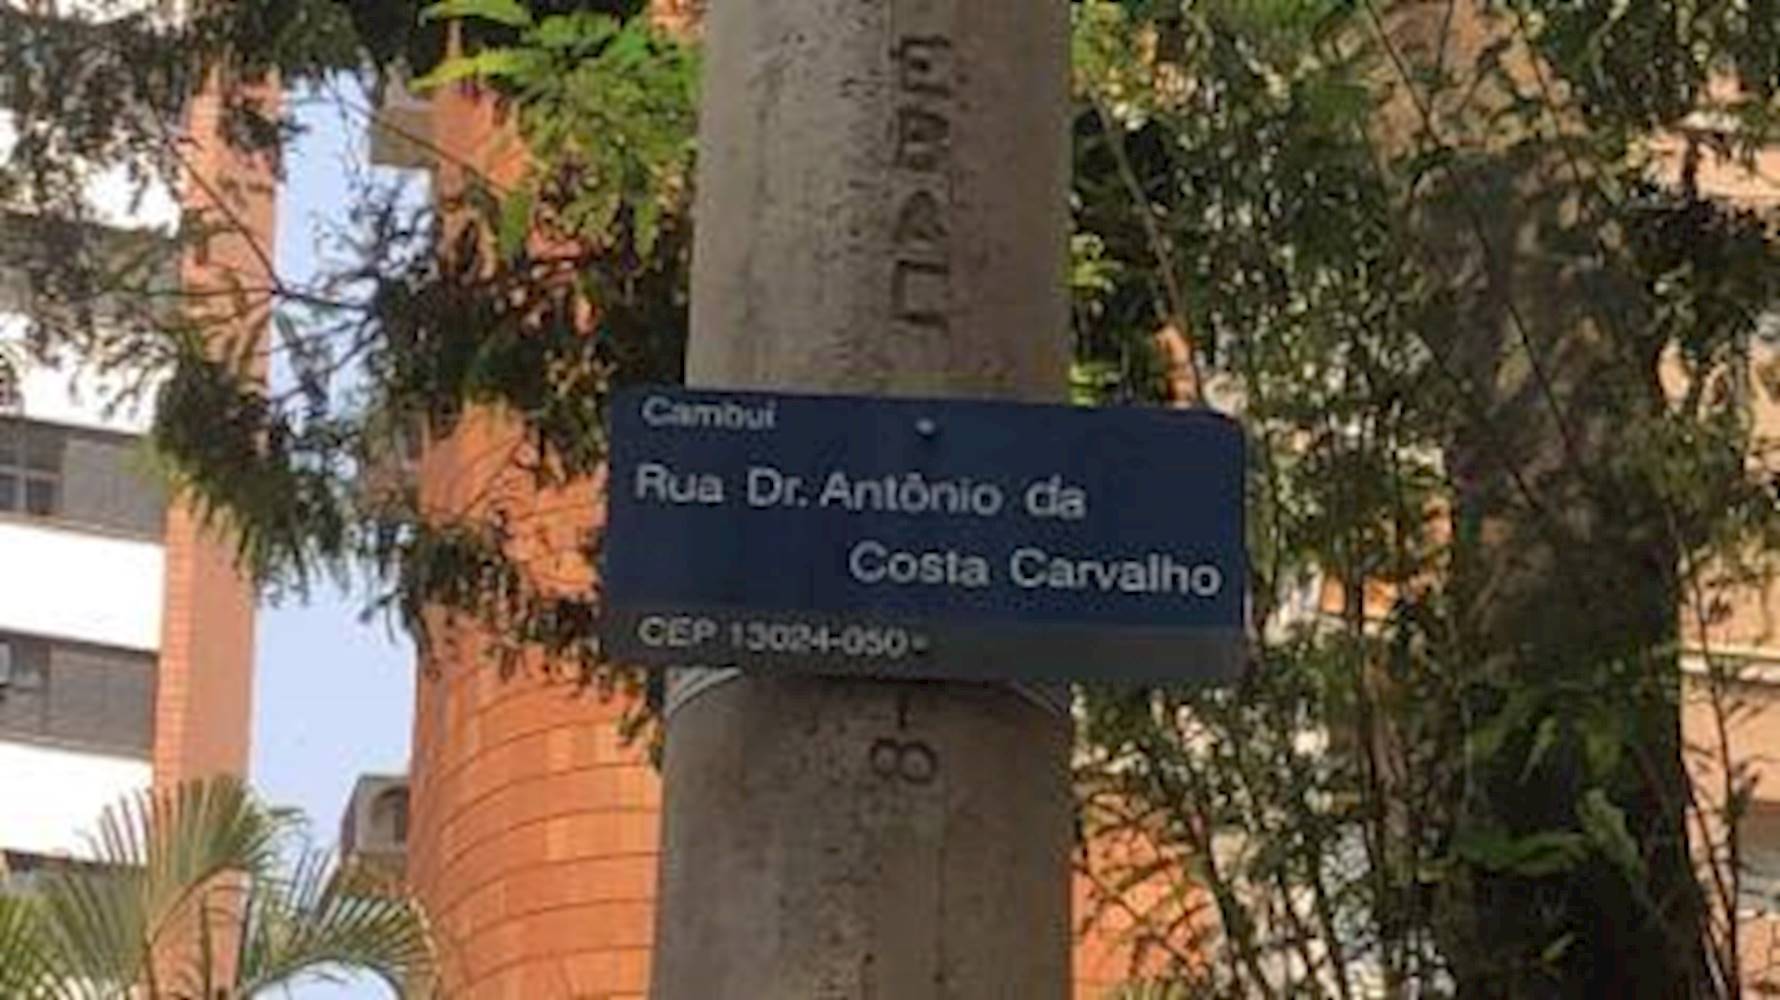 Cambuí
Rua Dr. Antônio da
Costa Carvalho
CEP 13024-050